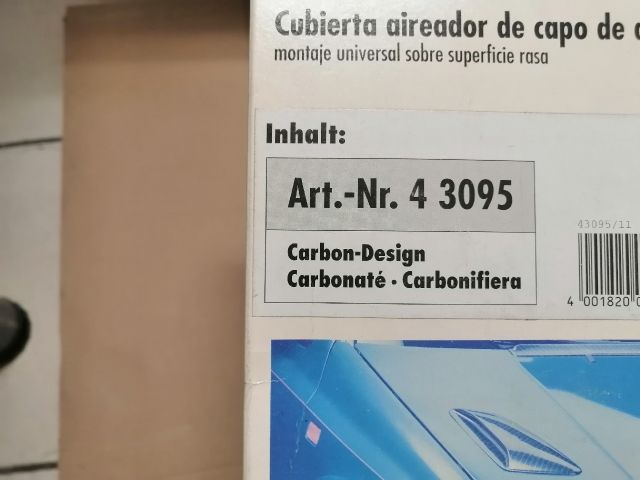 Cubierta aireador de capo de
montaje universal sobre superficie rasa
Inhalt:
Art.-Nr. 4 3095
43095/11
Carbon-Design
Carbonaté · Carbonifiera
4 001820